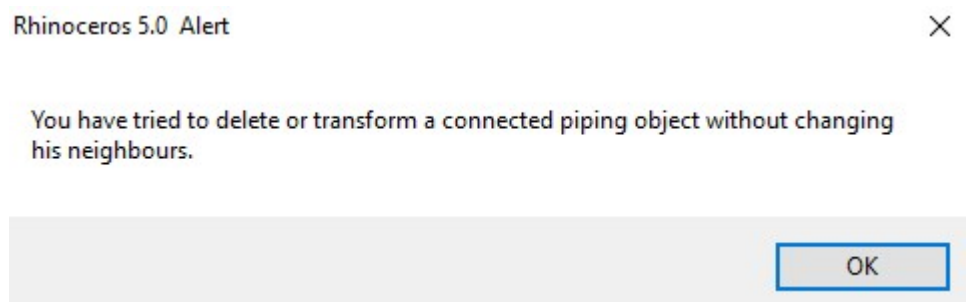 Rhinoceros 5.0 Alert
You have tried to delete or transform a connected piping object without changing
his neighbours.
OK